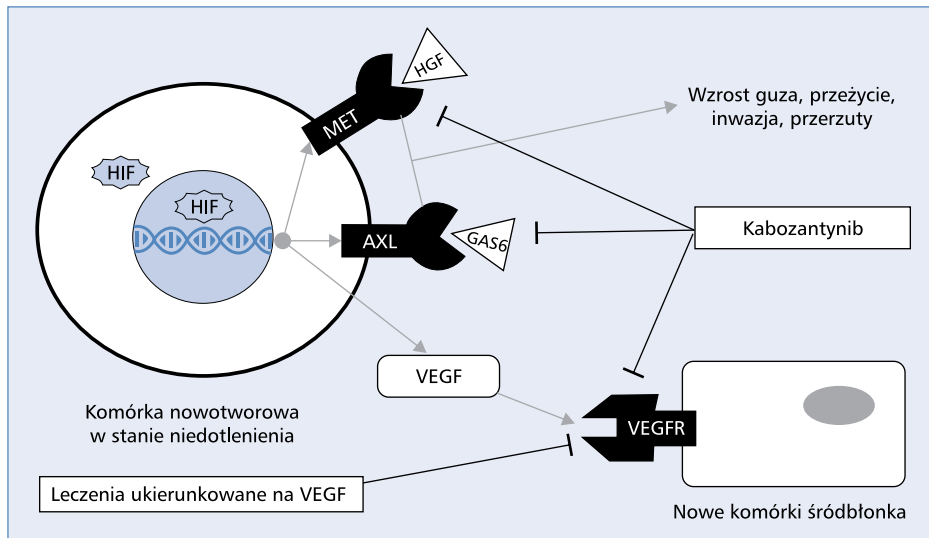 HGF
MET
Wzrost guza, przeżycie,
inwazja, przerzuty
HIF
HIF
AXL
GAS6
Kabozantynib
VEGF
Komórka nowotworowa
w stanie niedotlenienia
VEGFR
Leczenia ukierunkowane na VEGF
Nowe komórki śródbłonka